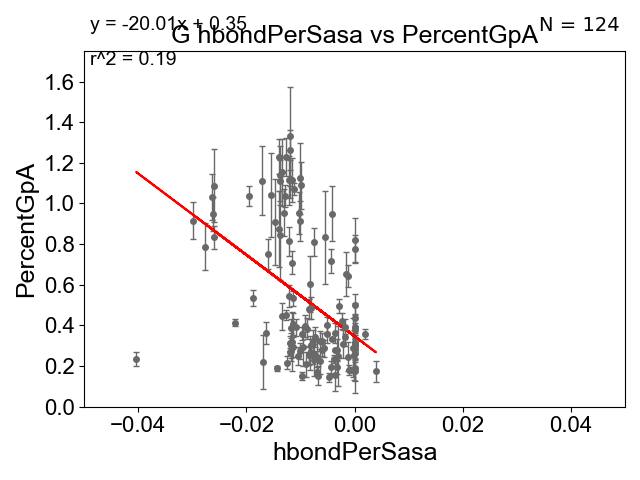 y = -20.01x + 0.35
G hbondPerSasa vs PercentGpA
N = 124
r^2 = 0.19
PercentGpA
1.6
1.4
1.2
1.0
0.8
0.6
0.4
0.2
0.0
−0.04 −0.02 0.00 0.02 0.04
hbondPerSasa